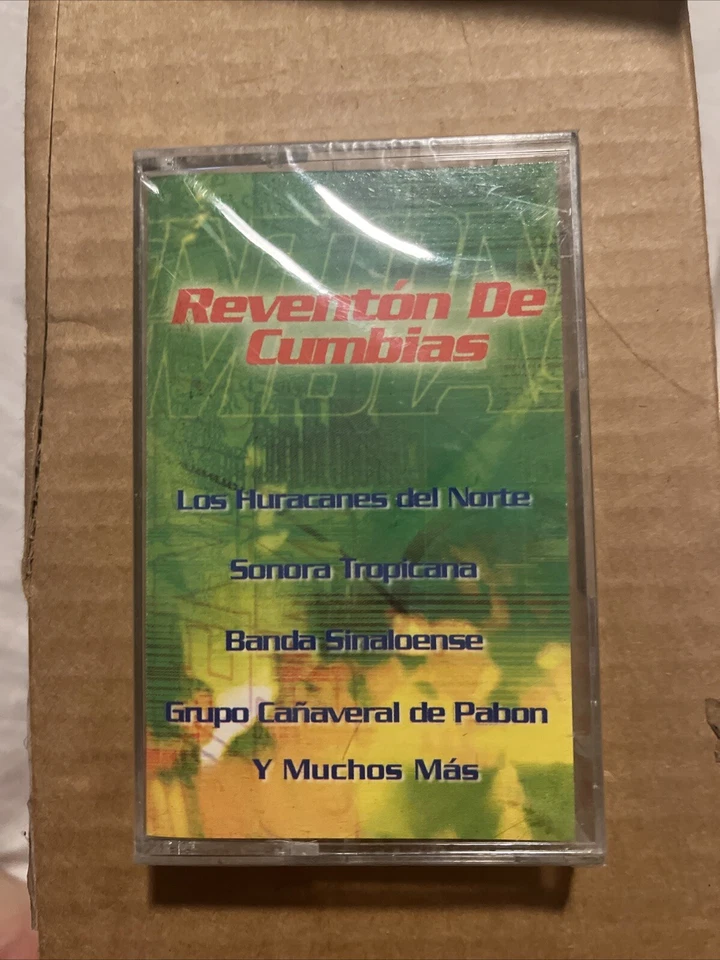 Reventón De
Cumbias
Los Huracanes del Norte
Sonora Tropicana
Banda Sinaloense
Grupo Cañaveral de Pabon
Y Muchos Más